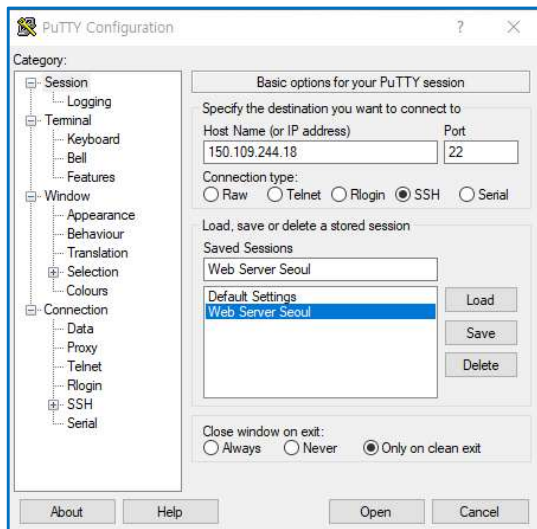 PuTTY Configuration
Category:
Session
Logging
Terminal
Keyboard
Bell
Features
Window
Appearance
Behaviour
Translation
Selection
Colours
Connection
Data
Proxy
Telnet
Rlogin
SSH
Serial
Basic options for your PuTTY session
Specify the destination you want to connect to
Host Name (or IP address) Port
150.109.244.18 22
Connection type:
Raw Telnet Rlogin SSH Serial
Load, save or delete a stored session
Saved Sessions
Web Server Seoul
Default Settings
Web Server Seoul
Load
Save
Delete
Close window on exit:
Always Never Only on clean exit
About Help Open Cancel